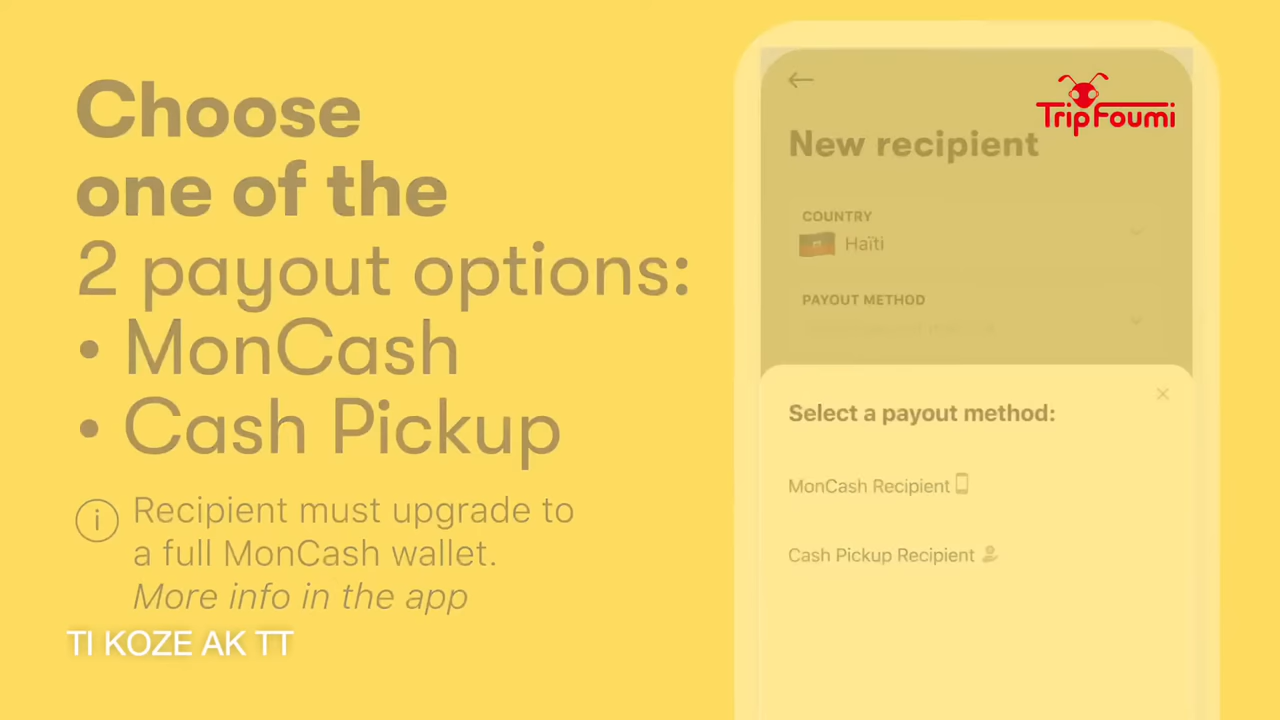 Choose
one of the
2 payout options:
• MonCash
• Cash Pickup
Recipient must upgrade to
a full MonCash wallet.
More info in the app
TI KOZE AK TT
TripFoumi
New recipient
COUNTRY
Haïti
PAYOUT METHOD
Select a payout method:
MonCash Recipient
Cash Pickup Recipient